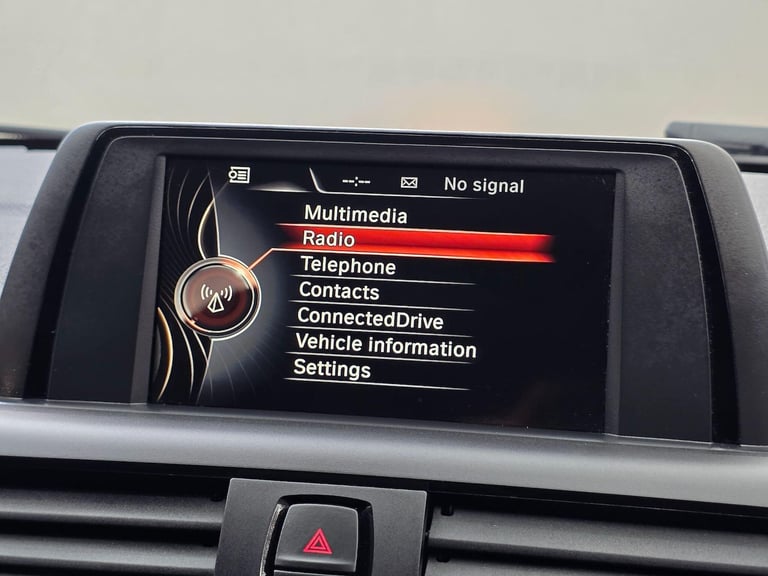 --:-- No signal
Multimedia
Radio
Telephone
Contacts
ConnectedDrive
Vehicle information
Settings